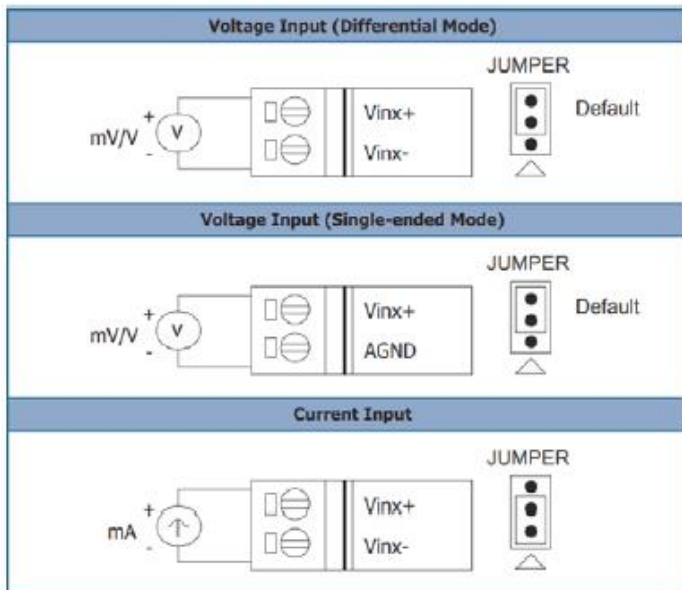 Voltage Input (Differential Mode)
JUMPER
+
mV/V
-
V
Vinx+
Vinx-
Default
Voltage Input (Single-ended Mode)
JUMPER
+
mV/V
-
V
Vinx+
AGND
Default
Current Input
JUMPER
+
mA
-
Vinx+
Vinx-